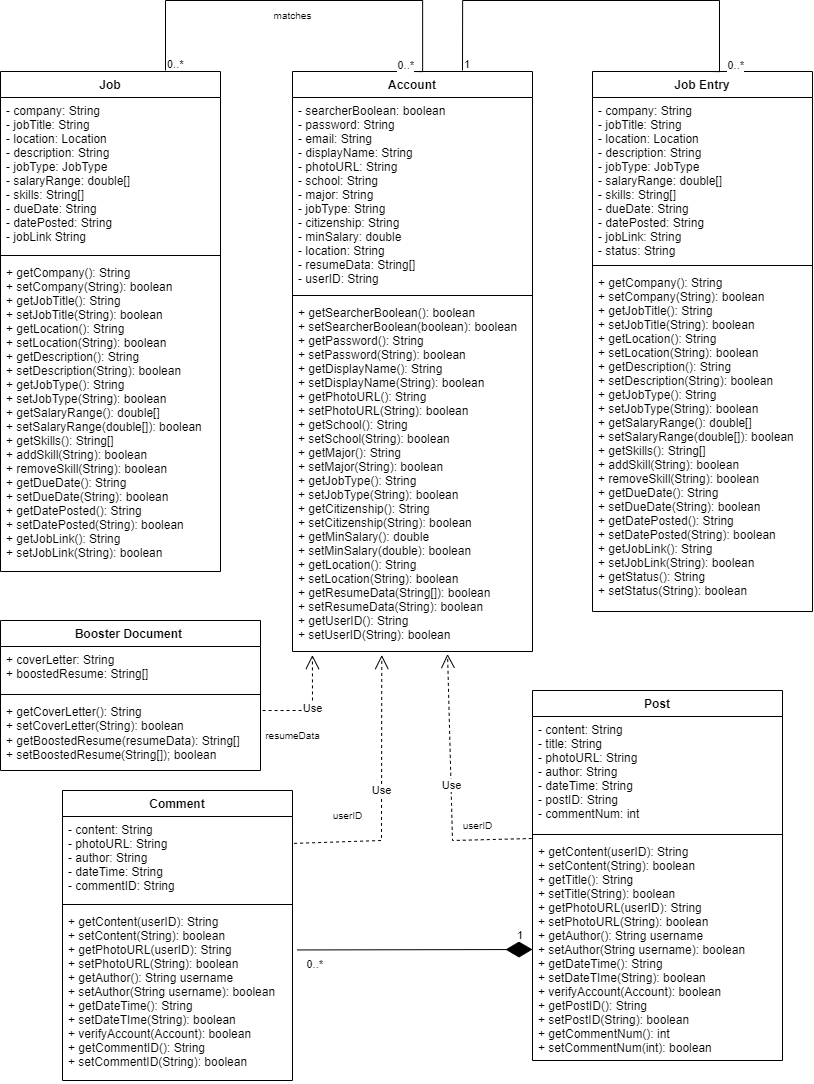 matches
0..*
0..*
1
0..*
Job
- company: String
- jobTitle: String
- location: Location
- description: String
- jobType: JobType
- salaryRange: double[]
- skills: String[]
- dueDate: String
- datePosted: String
- jobLink String
+ getCompany(): String
+ setCompany(String): boolean
+ getJobTitle(): String
+ setJobTitle(String): boolean
+ getLocation(): String
+ setLocation(String): boolean
+ getDescription(): String
+ setDescription(String): boolean
+ getJobType(): String
+ setJobType(String): boolean
+ getSalaryRange(): double[]
+ setSalaryRange(double[]): boolean
+ getSkills(): String[]
+ addSkill(String): boolean
+ removeSkill(String): boolean
+ getDueDate(): String
+ setDueDate(String): boolean
+ getDatePosted(): String
+ setDatePosted(String): boolean
+ getJobLink(): String
+ setJobLink(String): boolean
Account
- searcherBoolean: boolean
- password: String
- email: String
- displayName: String
- photoURL: String
- school: String
- major: String
- jobType: String
- citizenship: String
- minSalary: double
- location: String
- resumeData: String[]
- userID: String
+ getSearcherBoolean(): boolean
+ setSearcherBoolean(boolean): boolean
+ getPassword(): String
+ setPassword(String): boolean
+ getDisplayName(): String
+ setDisplayName(String): boolean
+ getPhotoURL(): String
+ setPhotoURL(String): boolean
+ getSchool(): String
+ setSchool(String): boolean
+ getMajor(): String
+ setMajor(String): boolean
+ getJobType(): String
+ setJobType(String): boolean
+ getCitizenship(): String
+ setCitizenship(String): boolean
+ getMinSalary(): double
+ setMinSalary(double): boolean
+ getLocation(): String
+ setLocation(String): boolean
+ getResumeData(String[]): boolean
+ setResumeData(String): boolean
+ getUserID(): String
+ setUserID(String): boolean
Job Entry
- company: String
- jobTitle: String
- location: Location
- description: String
- jobType: JobType
- salaryRange: double[]
- skills: String[]
- dueDate: String
- datePosted: String
- jobLink: String
- status: String
+ getCompany(): String
+ setCompany(String): boolean
+ getJobTitle(): String
+ setJobTitle(String): boolean
+ getLocation(): String
+ setLocation(String): boolean
+ getDescription(): String
+ setDescription(String): boolean
+ getJobType(): String
+ setJobType(String): boolean
+ getSalaryRange(): double[]
+ setSalaryRange(double[]): boolean
+ getSkills(): String[]
+ addSkill(String): boolean
+ removeSkill(String): boolean
+ getDueDate(): String
+ setDueDate(String): boolean
+ getDatePosted(): String
+ setDatePosted(String): boolean
+ getJobLink(): String
+ setJobLink(String): boolean
+ getStatus(): String
+ setStatus(String): boolean
Booster Document
+ coverLetter: String
+ boostedResume: String[]
+ getCoverLetter(): String
+ setCoverLetter(String): boolean
+ getBoostedResume(resumeData): String[]
+ setBoostedResume(String[]); boolean
Use
resumeData
Use
userID
Use
userID
Comment
- content: String
- photoURL: String
- author: String
- dateTime: String
- commentID: String
+ getContent(userID): String
+ setContent(String): boolean
+ getPhotoURL(userID): String
+ setPhotoURL(String): boolean
+ getAuthor(): String username
+ setAuthor(String username): boolean
+ getDateTime(): String
+ setDateTIme(String): boolean
+ verifyAccount(Account): boolean
+ getCommentID(): String
+ setCommentID(String): boolean
0..*
1
Post
- content: String
- title: String
- photoURL: String
- author: String
- dateTime: String
- postID: String
- commentNum: int
+ getContent(userID): String
+ setContent(String): boolean
+ getTitle(): String
+ setTitle(String): boolean
+ getPhotoURL(userID): String
+ setPhotoURL(String): boolean
+ getAuthor(): String username
+ setAuthor(String username): boolean
+ getDateTime(): String
+ setDateTIme(String): boolean
+ verifyAccount(Account): boolean
+ getPostID(): String
+ setPostID(String): boolean
+ getCommentNum(): int
+ setCommentNum(int): boolean